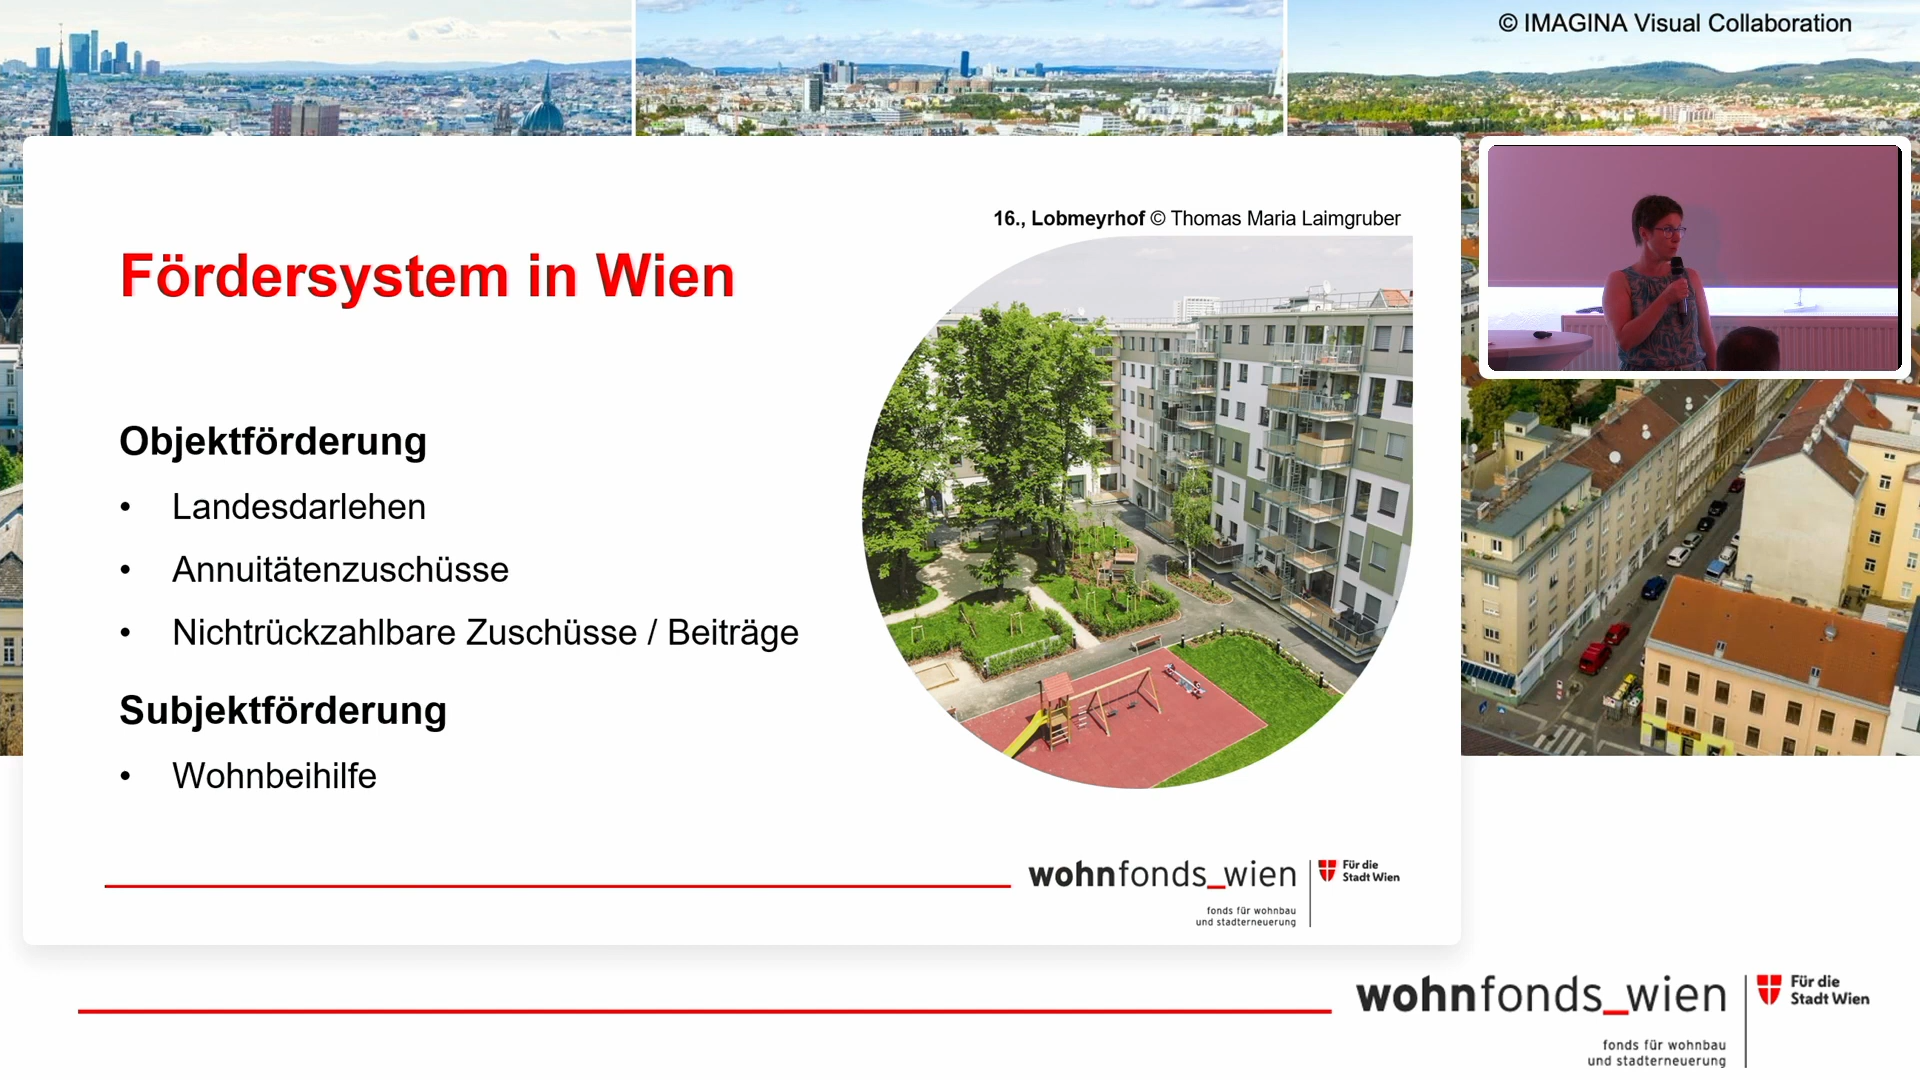 © IMAGINA Visual Collaboration
16., Lobmeyrhof © Thomas Maria Laimgruber
Fördersystem in Wien
Objektförderung
• Landesdarlehen
• Annuitätenzuschüsse
• Nichtrückzahlbare Zuschüsse / Beiträge
Subjektförderung
• Wohnbeihilfe
wohnfonds_wien
fonds für wohnbau
und stadterneuerung
Für die
Stadt Wien
wohnfonds_wien
fonds für wohnbau
und stadterneuerung
Für die
Stadt Wien